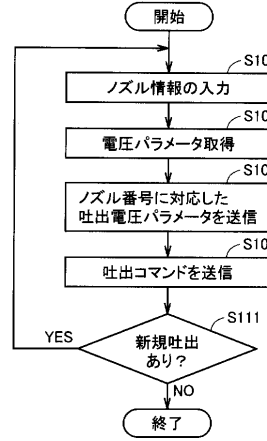 開始
S10
ノズル情報の入力
S10
電圧パラメータ取得
S10
ノズル番号に対応した
吐出電圧パラメータを送信
S10
吐出コマンドを送信
S111
新規吐出
あり?
YES
NO
終了